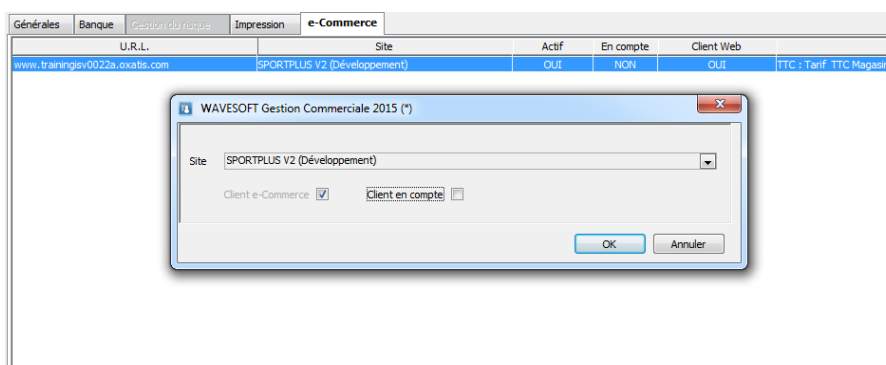 Générales Banque Gestion du risque Impression e-Commerce
U.R.L. Site Actif En compte Client Web
www.trainingisv0022a.oxatis.com SPORTPLUS V2 (Développement) OUI NON OUI TTC : Tarif TTC Magasin
WAVESOFT Gestion Commerciale 2015 (*)
Site SPORTPLUS V2 (Développement)
Client e-Commerce Client en compte
OK Annuler